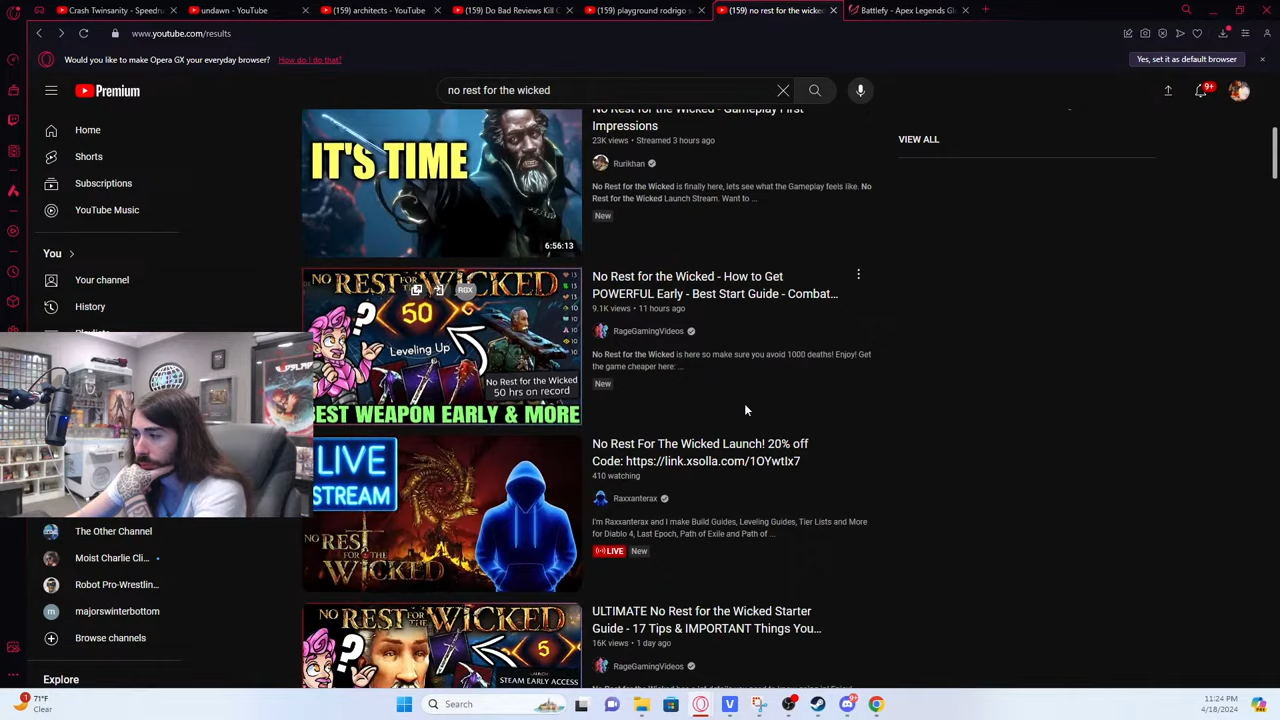 Crash Twinsanity - Speedru
undawn - YouTube
(159) architects - YouTube
(159) Do Bad Reviews Kill C
(159) playground rodrigo s
(159) no rest for the wicked
Battlefy - Apex Legends Gl
www.youtube.com/results
Would you like to make Opera GX your everyday browser? How do I do that?
Yes, set it as default browser
Premium
no rest for the wicked
9+
Home
Shorts
Subscriptions
YouTube Music
You
Your channel
History
The Other Channel
Moist Charlie Cli...
Robot Pro-Wrestlin...
majorswinterbottom
Browse channels
Explore
IT'S TIME
6:56:13
No Rest for the Wicked - Gameplay First
Impressions
23K views • Streamed 3 hours ago
Rurikhan
No Rest for the Wicked is finally here, lets see what the Gameplay feels like. No
Rest for the Wicked Launch Stream. Want to ...
New
VIEW ALL
NO REST FOR THE WICKED
50
Leveling Up
No Rest for the Wicked
50 hrs on record
BEST WEAPON EARLY & MORE
No Rest for the Wicked - How to Get
POWERFUL Early - Best Start Guide - Combat...
9.1K views • 11 hours ago
RageGamingVideos
No Rest for the Wicked is here so make sure you avoid 1000 deaths! Enjoy! Get
the game cheaper here: ...
New
LIVE
STREAM
NO REST
FOR THE
WICKED
No Rest For The Wicked Launch! 20% off
Code: https://link.xsolla.com/1OYwtIx7
410 watching
Raxxanterax
I'm Raxxanterax and I make Build Guides, Leveling Guides, Tier Lists and More
for Diablo 4, Last Epoch, Path of Exile and Path of ...
LIVE
New
NO REST FOR THE WICKED
5
STEAM EARLY ACCESS
ULTIMATE No Rest for the Wicked Starter
Guide - 17 Tips & IMPORTANT Things You...
16K views • 1 day ago
RageGamingVideos
1
71°F
Clear
Search
11:24 PM
4/18/2024